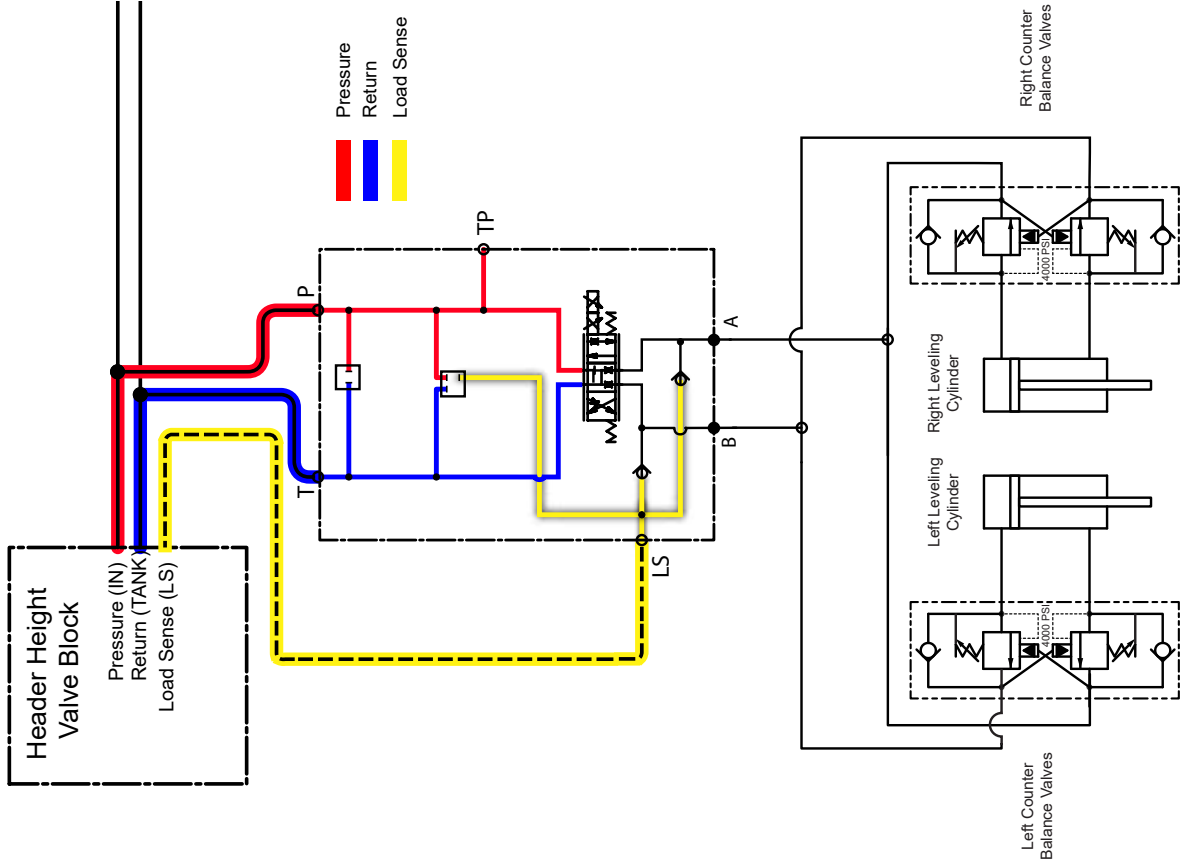 Header Height
Valve Block
Pressure (IN)
Return (TANK)
Load Sense (LS)
Pressure
Return
Load Sense
P
T
TP
LS
A
B
Right Counter
Balance Valves
4000 PSI
Right Leveling
Cylinder
Left Leveling
Cylinder
4000 PSI
Left Counter
Balance Valves